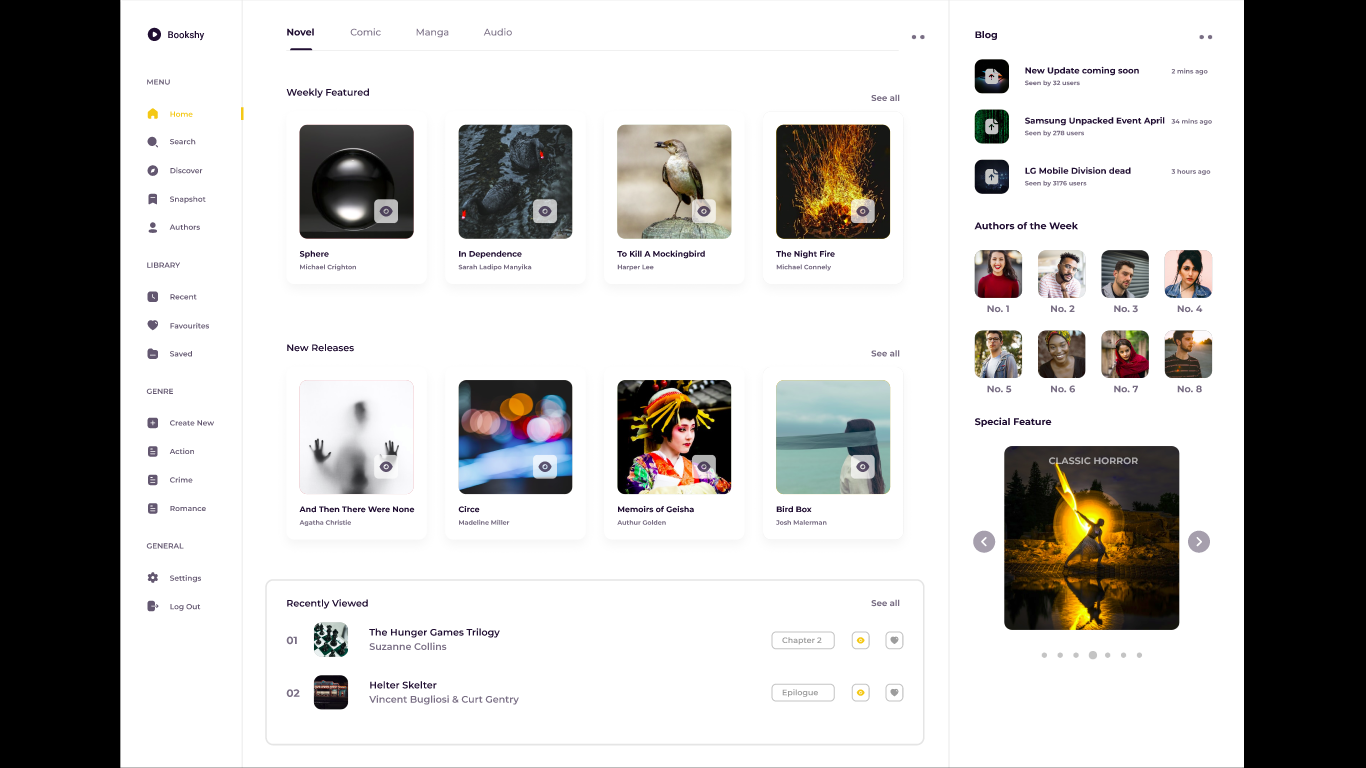 Bookshy
MENU
Home
Search
Discover
Snapshot
Authors
LIBRARY
Recent
Favourites
Saved
GENRE
Create New
Action
Crime
Romance
GENERAL
Settings
Log Out
Novel Comic Manga Audio
Weekly Featured
See all
Sphere
Michael Crighton
In Dependence
Sarah Ladipo Manyika
To Kill A Mockingbird
Harper Lee
The Night Fire
Michael Connely
New Releases
See all
And Then There Were None
Agatha Christie
Circe
Madeline Miller
Memoirs of Geisha
Authur Golden
Bird Box
Josh Malerman
Recently Viewed
See all
01
The Hunger Games Trilogy
Suzanne Collins
Chapter 2
02
Helter Skelter
Vincent Bugliosi & Curt Gentry
Epilogue
Blog
New Update coming soon
2 mins ago
Seen by 32 users
Samsung Unpacked Event April
34 mins ago
Seen by 278 users
LG Mobile Division dead
3 hours ago
Seen by 3176 users
Authors of the Week
No. 1 No. 2 No. 3 No. 4
No. 5 No. 6 No. 7 No. 8
Special Feature
CLASSIC HORROR